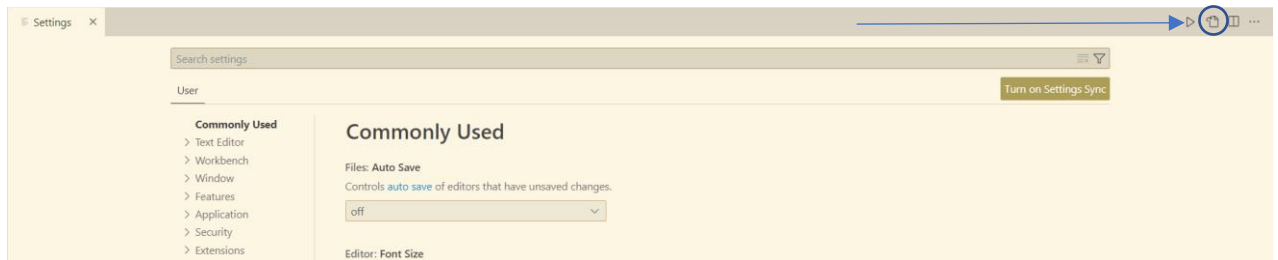 Settings
Search settings
User
Turn on Settings Sync
Commonly Used
Text Editor
Workbench
Window
Features
Application
Security
Extensions
Commonly Used
Files: Auto Save
Controls auto save of editors that have unsaved changes.
off
Editor: Font Size